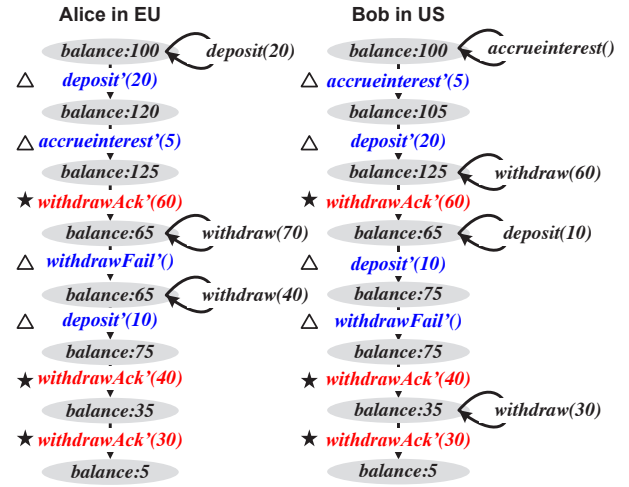 Alice in EU
balance:100
deposit(20)
deposit’(20)
balance:120
accrueinterest’(5)
balance:125
withdrawAck’(60)
balance:65
withdraw(70)
withdrawFail’()
balance:65
withdraw(40)
deposit’(10)
balance:75
withdrawAck’(40)
balance:35
withdrawAck’(30)
balance:5
Bob in US
balance:100
accrueinterest()
accrueinterest’(5)
balance:105
deposit’(20)
balance:125
withdraw(60)
withdrawAck’(60)
balance:65
deposit(10)
deposit’(10)
balance:75
withdrawFail’()
balance:75
withdrawAck’(40)
balance:35
withdraw(30)
withdrawAck’(30)
balance:5